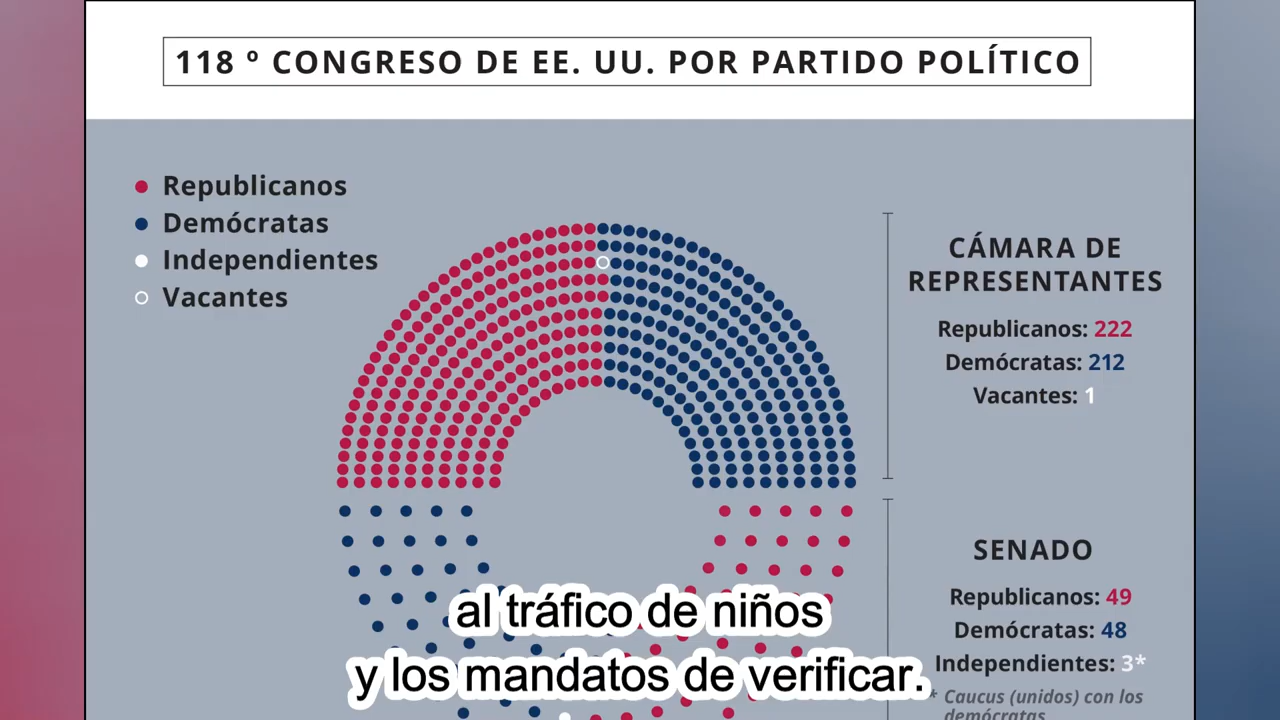 118 º CONGRESO DE EE. UU. POR PARTIDO POLÍTICO
Republicanos
Demócratas
Independientes
Vacantes
CÁMARA DE
REPRESENTANTES
Republicanos: 222
Demócratas: 212
Vacantes: 1
SENADO
Republicanos: 49
Demócratas: 48
Independientes: 3*
* Caucus (unidos) con los
demócratas
al tráfico de niños
y los mandatos de verificar.